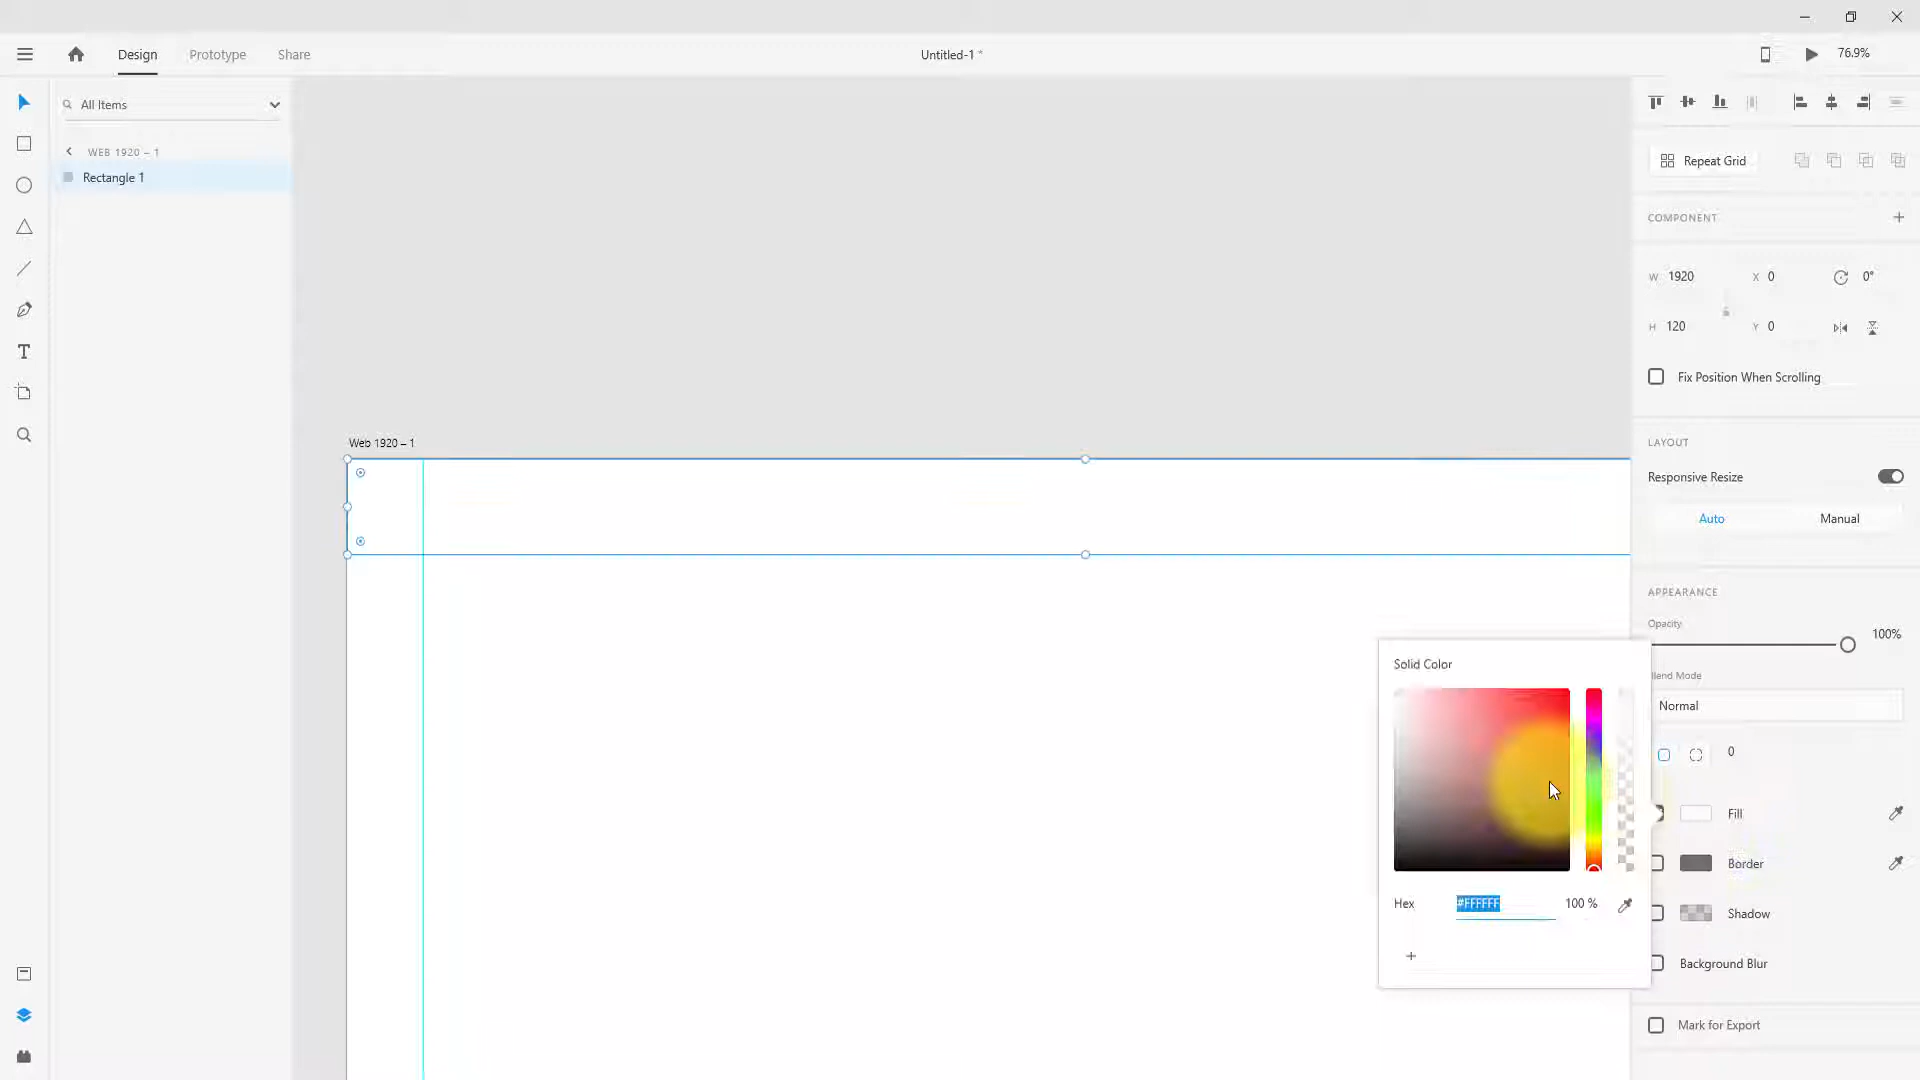 Design
Prototype
Share
Untitled-1 *
76.9%
All Items
WEB 1920 – 1
Rectangle 1
Web 1920 – 1
Repeat Grid
COMPONENT
W 1920
X 0
0°
H 120
Y 0
Fix Position When Scrolling
LAYOUT
Responsive Resize
Auto
Manual
APPEARANCE
Opacity
100%
Blend Mode
Normal
0
Fill
Border
Shadow
Background Blur
Mark for Export
Solid Color
Hex
#FFFFFF
100 %